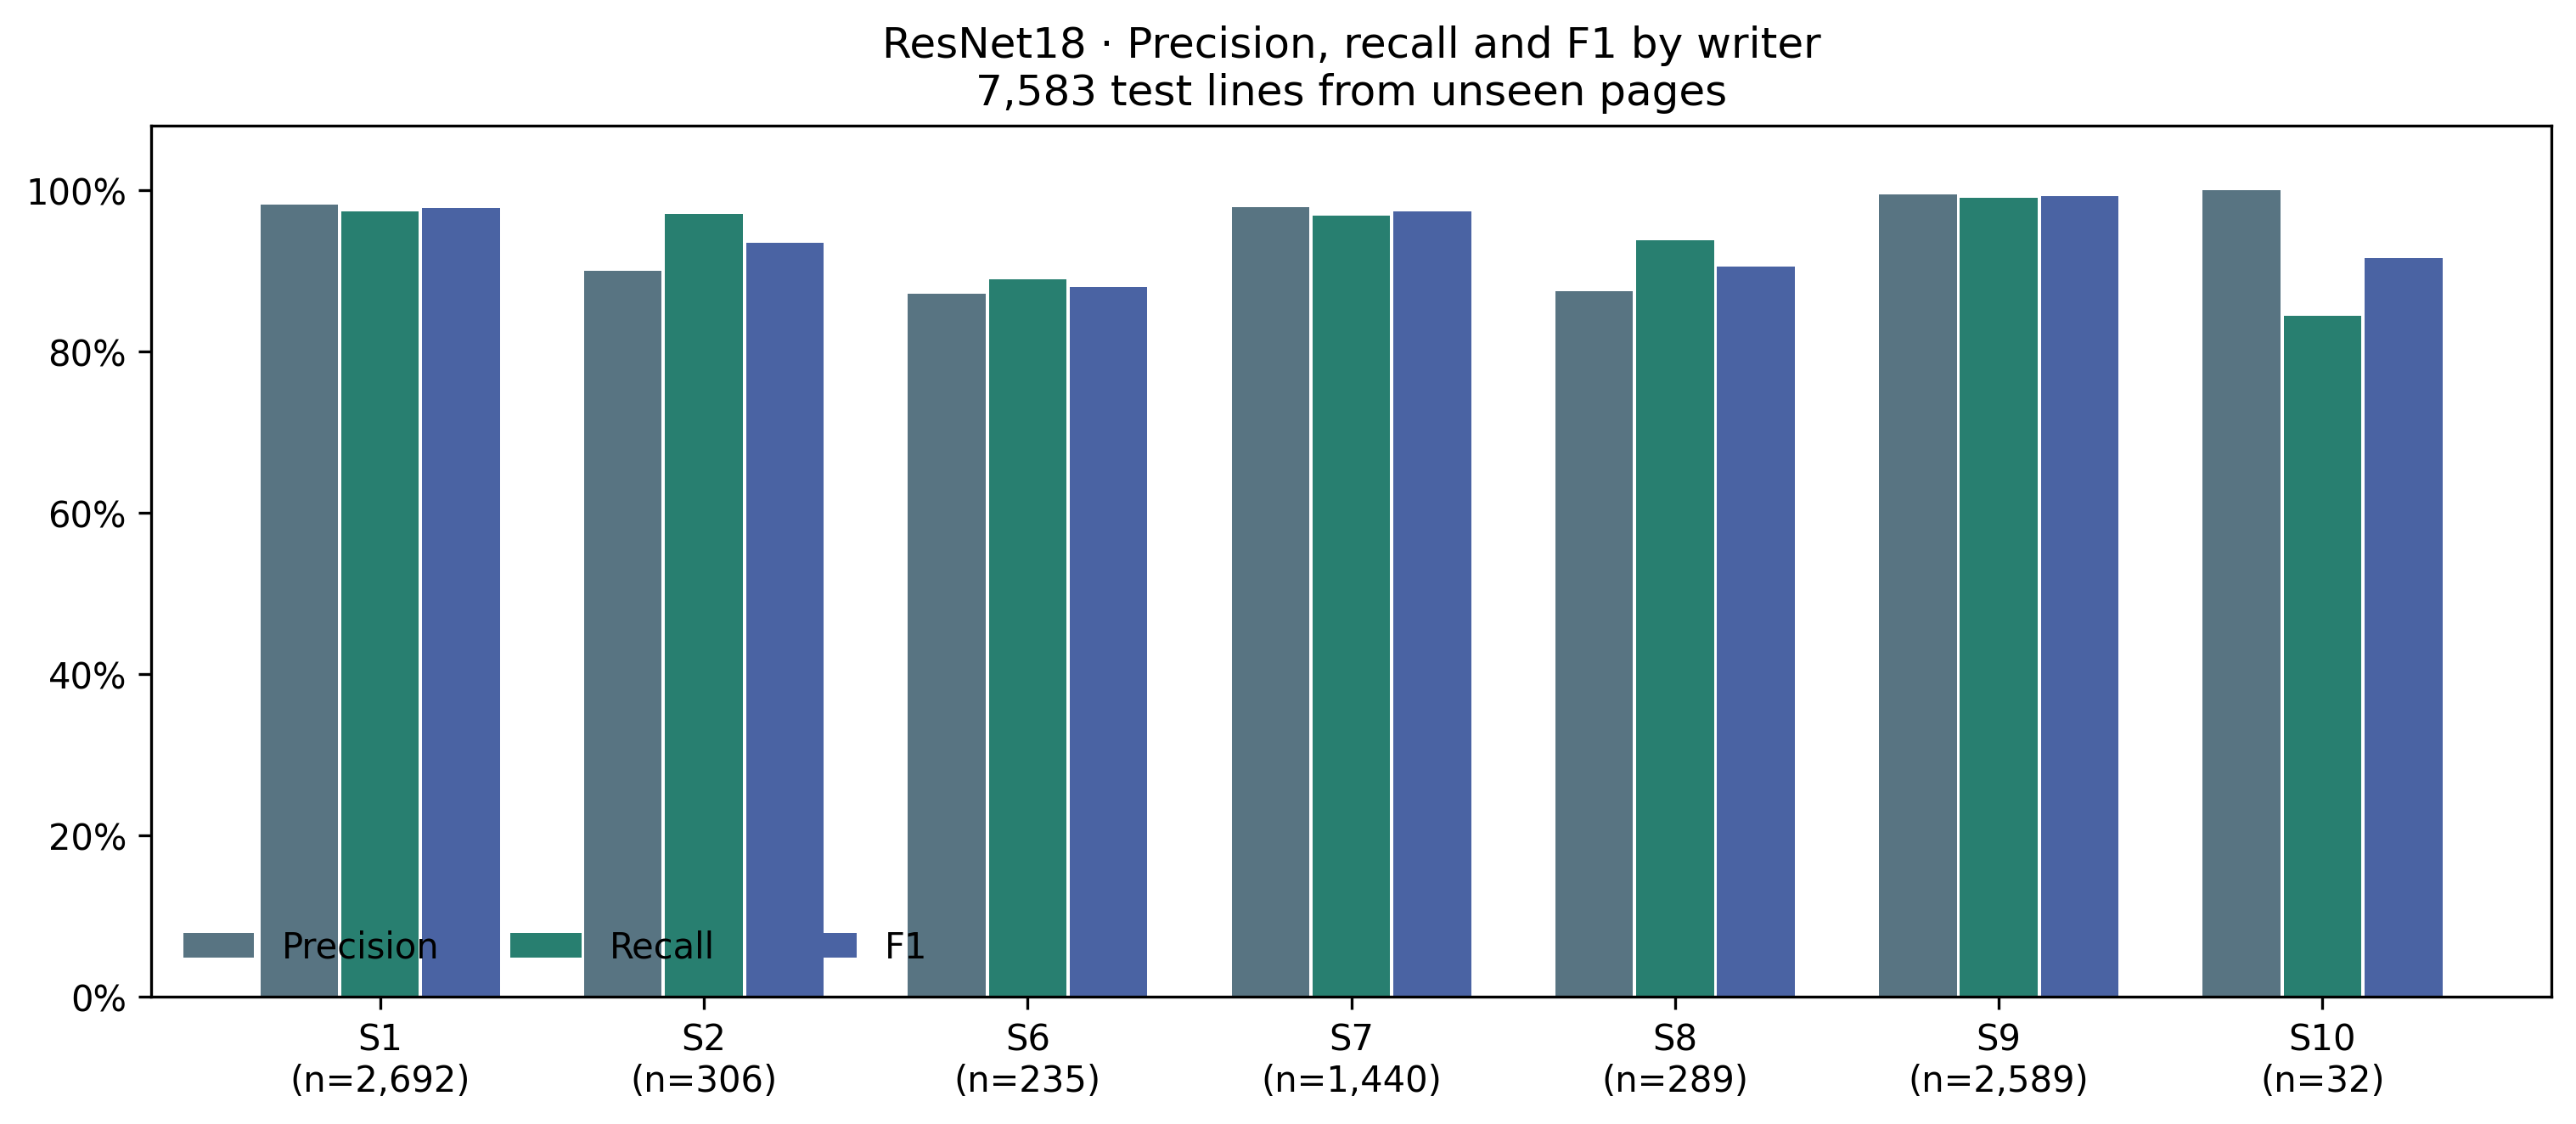 ResNet18 · Precision, recall and F1 by writer
7,583 test lines from unseen pages
100%
80%
60%
40%
20%
0%
Precision Recall F1
S1 S2 S6 S7 S8 S9 S10
(n=2,692) (n=306) (n=235) (n=1,440) (n=289) (n=2,589) (n=32)